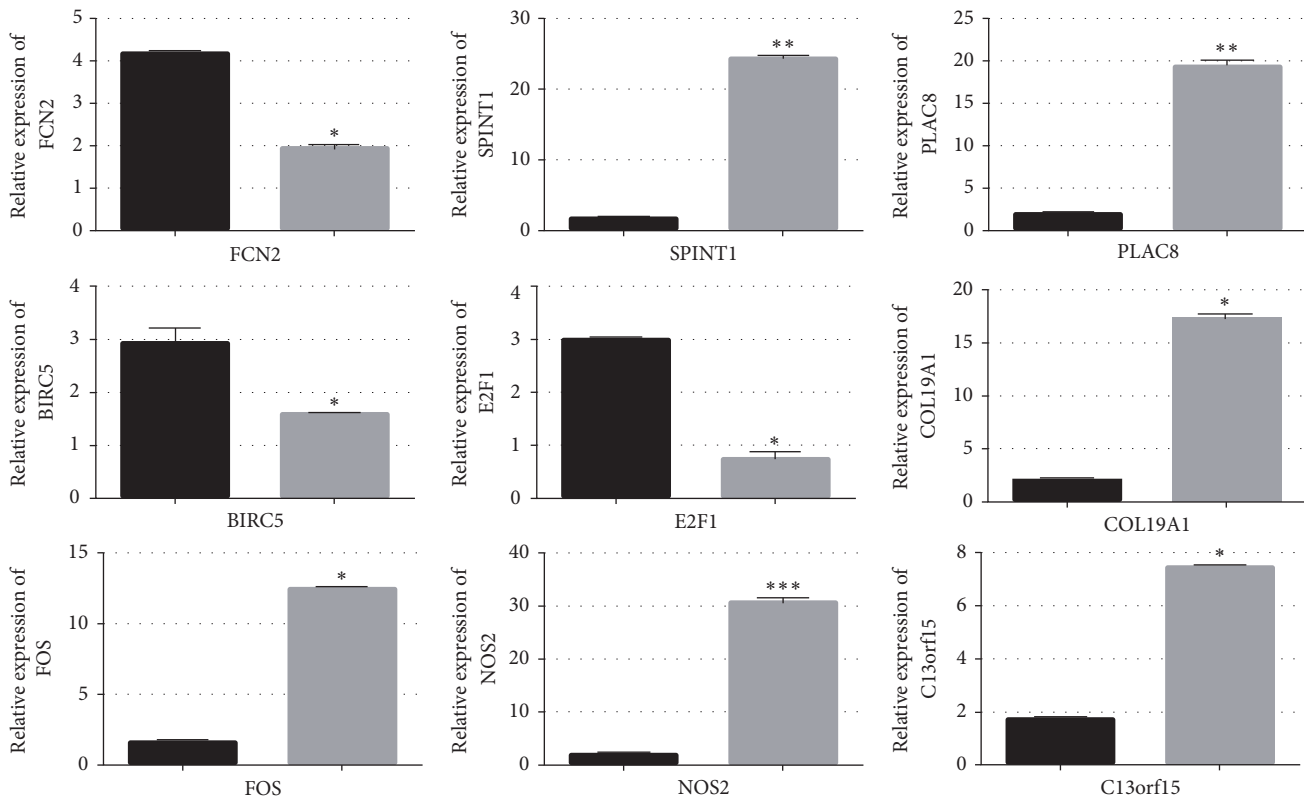 Relative expression of
FCN2
5
4
3
2
1
0
*
FCN2
Relative expression of
SPINT1
30
20
10
0
**
SPINT1
Relative expression of
PLAC8
25
20
15
10
5
0
**
PLAC8
Relative expression of
BIRC5
4
3
2
1
0
*
BIRC5
Relative expression of
E2F1
4
3
2
1
0
*
E2F1
Relative expression of
COL19A1
20
15
10
5
0
*
COL19A1
Relative expression of
FOS
15
10
5
0
*
FOS
Relative expression of
NOS2
40
30
20
10
0
***
NOS2
Relative expression of
C13orf15
8
6
4
2
0
*
C13orf15